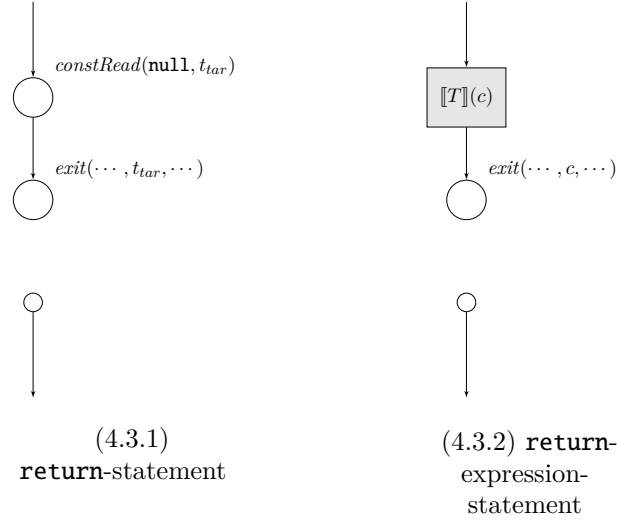 constRead(null, t_tar)
exit(··· , t_tar, ···)
(4.3.1)
return-statement
⟦T⟧(c)
exit(··· , c, ···)
(4.3.2) return-
expression-
statement